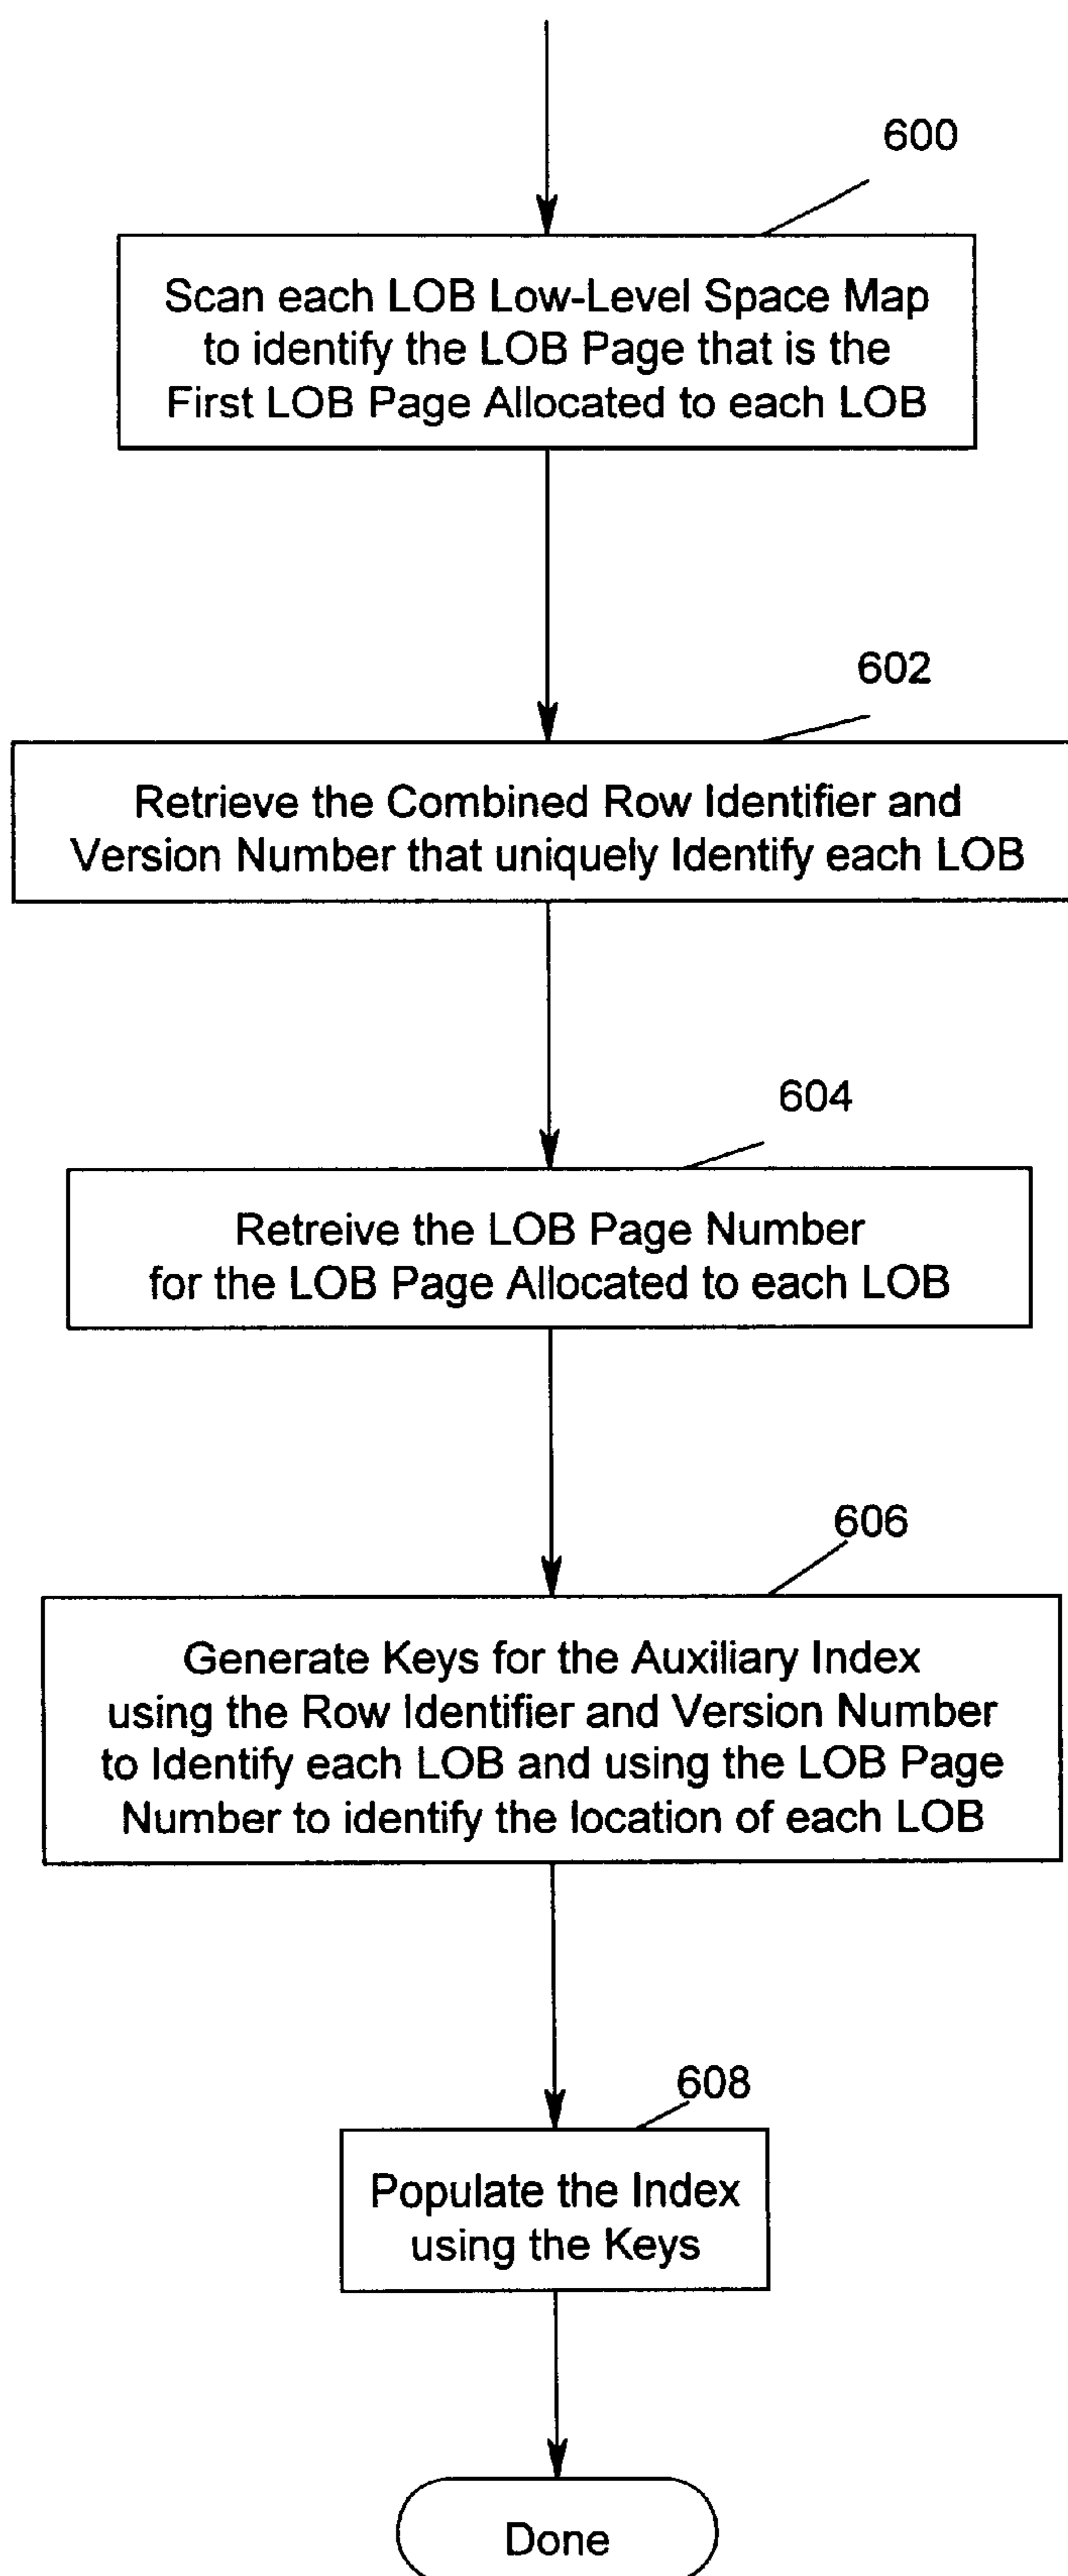 600
Scan each LOB Low-Level Space Map
to identify the LOB Page that is the
First LOB Page Allocated to each LOB
602
Retrieve the Combined Row Identifier and
Version Number that uniquely Identify each LOB
604
Retreive the LOB Page Number
for the LOB Page Allocated to each LOB
606
Generate Keys for the Auxiliary Index
using the Row Identifier and Version Number
to Identify each LOB and using the LOB Page
Number to identify the location of each LOB
608
Populate the Index
using the Keys
Done